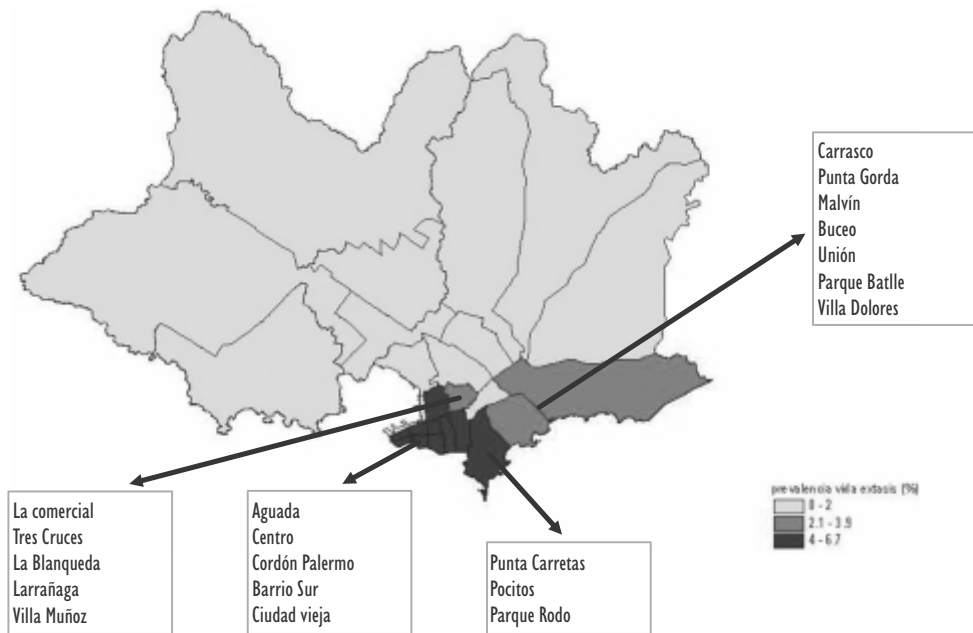 Carrasco
Punta Gorda
Malvín
Buceo
Unión
Parque Batlle
Villa Dolores
La comercial
Tres Cruces
La Blanqueda
Larrañaga
Villa Muñoz
Aguada
Centro
Cordón Palermo
Barrio Sur
Ciudad vieja
Punta Carretas
Pocitos
Parque Rodo
prevalencia vida extasis (%)
0 - 2
2.1 - 3.9
4 - 6.7